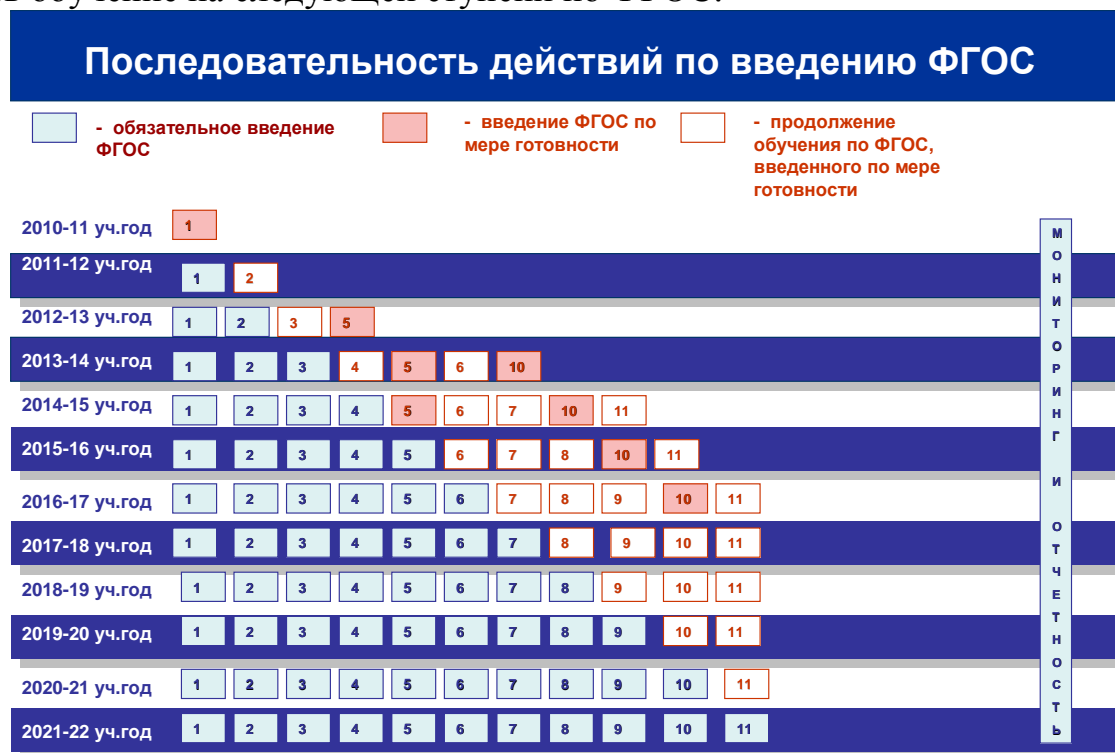 обучение на следующей ступени по ФГОС.
Последовательность действий по введению ФГОС
- обязательное введение
ФГОС
- введение ФГОС по
мере готовности
- продолжение
обучения по ФГОС,
введенного по мере
готовности
2010-11 уч.год 1
2011-12 уч.год 1 2
2012-13 уч.год 1 2 3 5
2013-14 уч.год 1 2 3 4 5 6 10
2014-15 уч.год 1 2 3 4 5 6 7 10 11
2015-16 уч.год 1 2 3 4 5 6 7 8 10 11
2016-17 уч.год 1 2 3 4 5 6 7 8 9 10 11
2017-18 уч.год 1 2 3 4 5 6 7 8 9 10 11
2018-19 уч.год 1 2 3 4 5 6 7 8 9 10 11
2019-20 уч.год 1 2 3 4 5 6 7 8 9 10 11
2020-21 уч.год 1 2 3 4 5 6 7 8 9 10 11
2021-22 уч.год 1 2 3 4 5 6 7 8 9 10 11
МОНИТОРИНГ И ОТЧЕТНОСТЬ